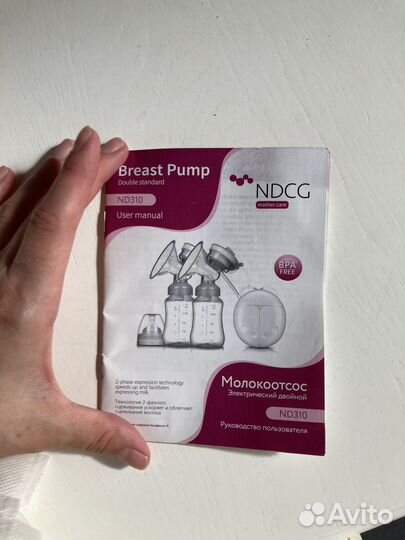 Breast Pump
Double standard
ND310
User manual
NDCG
mother care
BPA
FREE
2-phase expression technology
speeds up and facilitates
expressing milk
Технология 2-фазного
сцеживания ускоряет и облегчает
сцеживание молока
Молокоотсос
Электрический двойной
ND310
Руководство пользователя
Avito